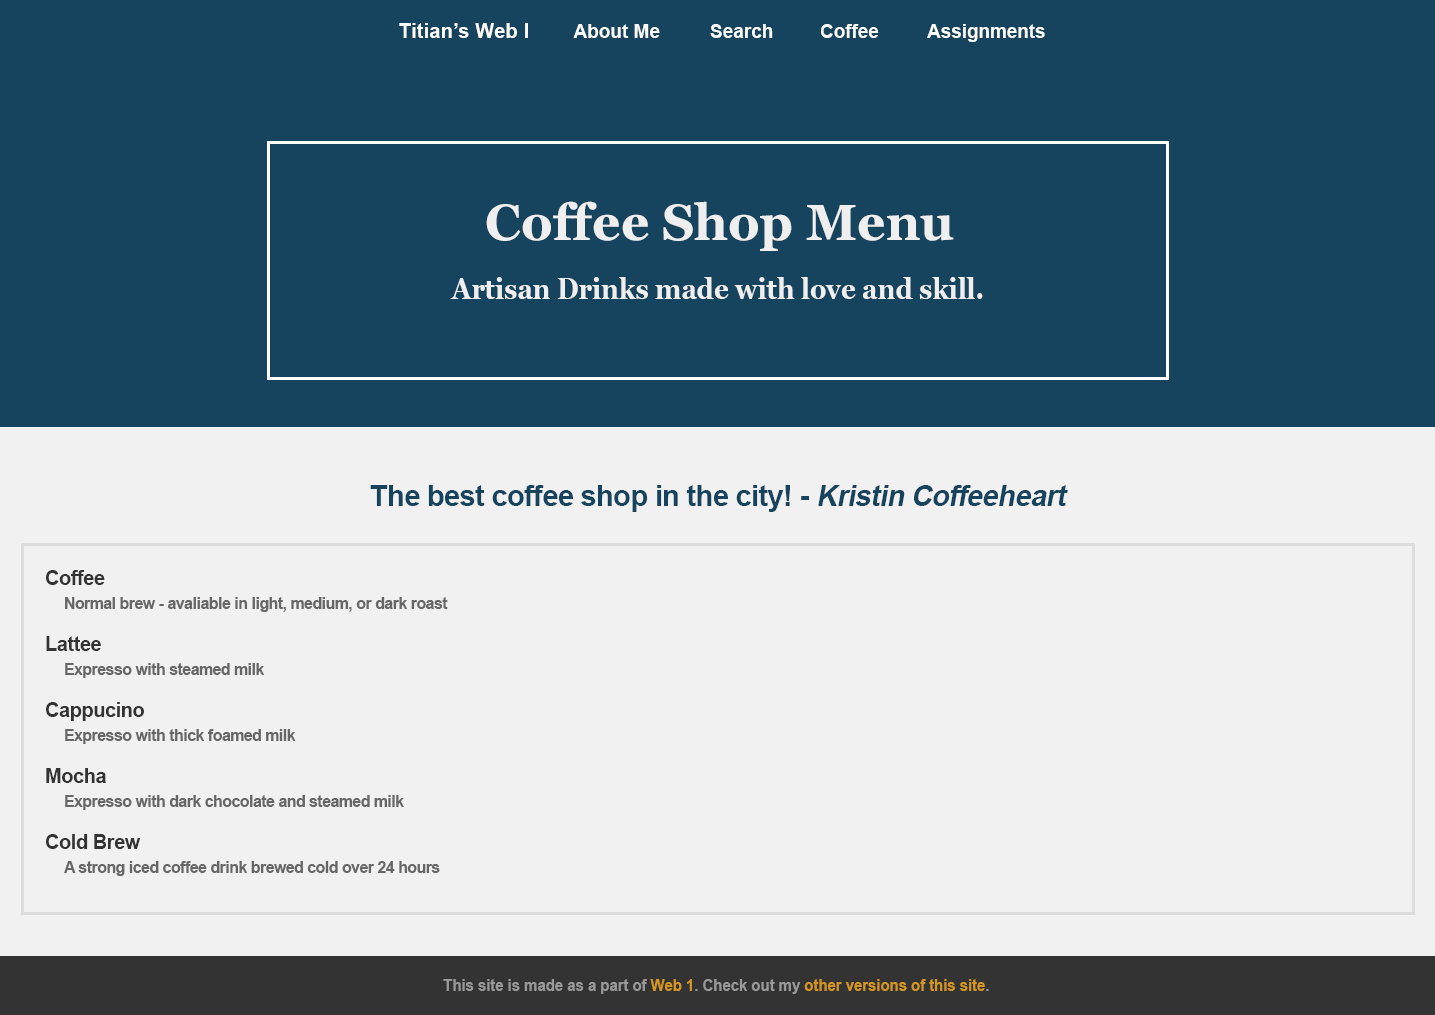 Titian’s Web I About Me Search Coffee Assignments
Coffee Shop Menu
Artisan Drinks made with love and skill.
The best coffee shop in the city! - Kristin Coffeeheart
Coffee
Normal brew - avaliable in light, medium, or dark roast
Lattee
Expresso with steamed milk
Cappucino
Expresso with thick foamed milk
Mocha
Expresso with dark chocolate and steamed milk
Cold Brew
A strong iced coffee drink brewed cold over 24 hours
This site is made as a part of Web 1. Check out my other versions of this site.